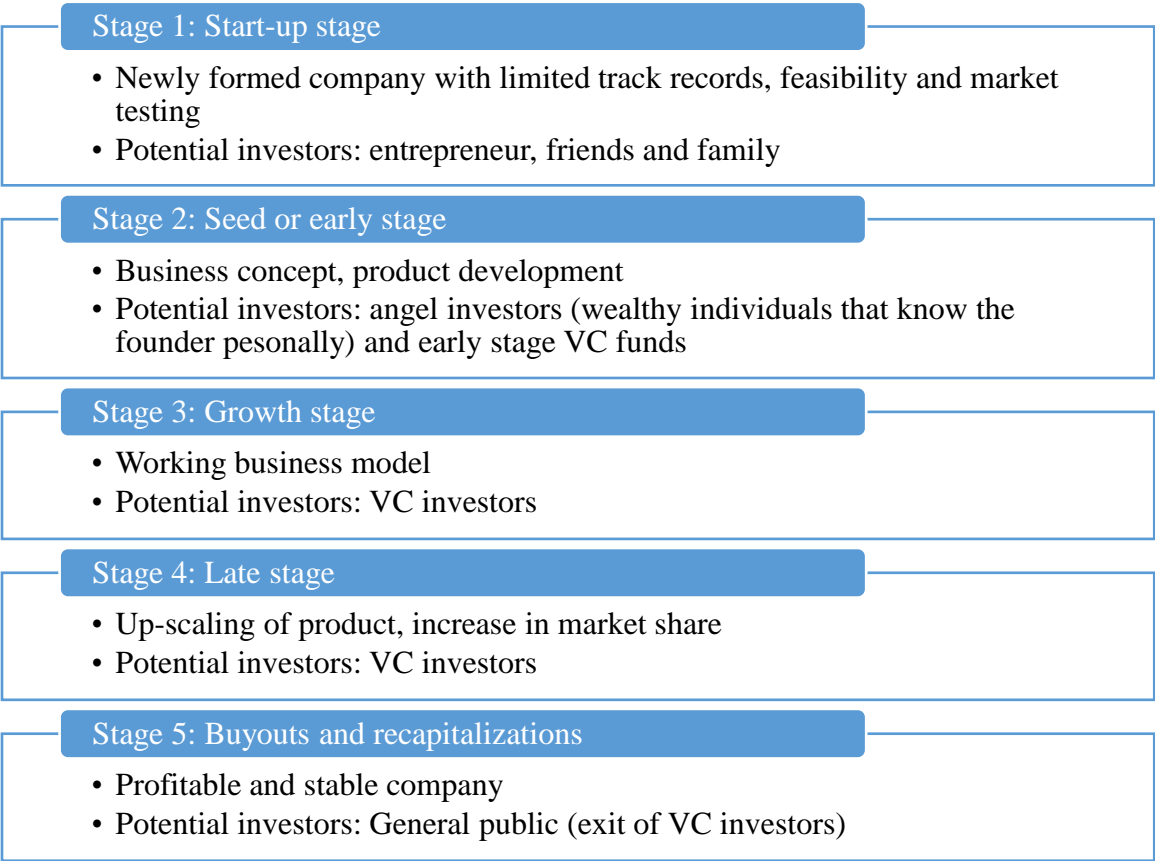 Stage 1: Start-up stage
• Newly formed company with limited track records, feasibility and market
testing
• Potential investors: entrepreneur, friends and family
Stage 2: Seed or early stage
• Business concept, product development
• Potential investors: angel investors (wealthy individuals that know the
founder pesonally) and early stage VC funds
Stage 3: Growth stage
• Working business model
• Potential investors: VC investors
Stage 4: Late stage
• Up-scaling of product, increase in market share
• Potential investors: VC investors
Stage 5: Buyouts and recapitalizations
• Profitable and stable company
• Potential investors: General public (exit of VC investors)